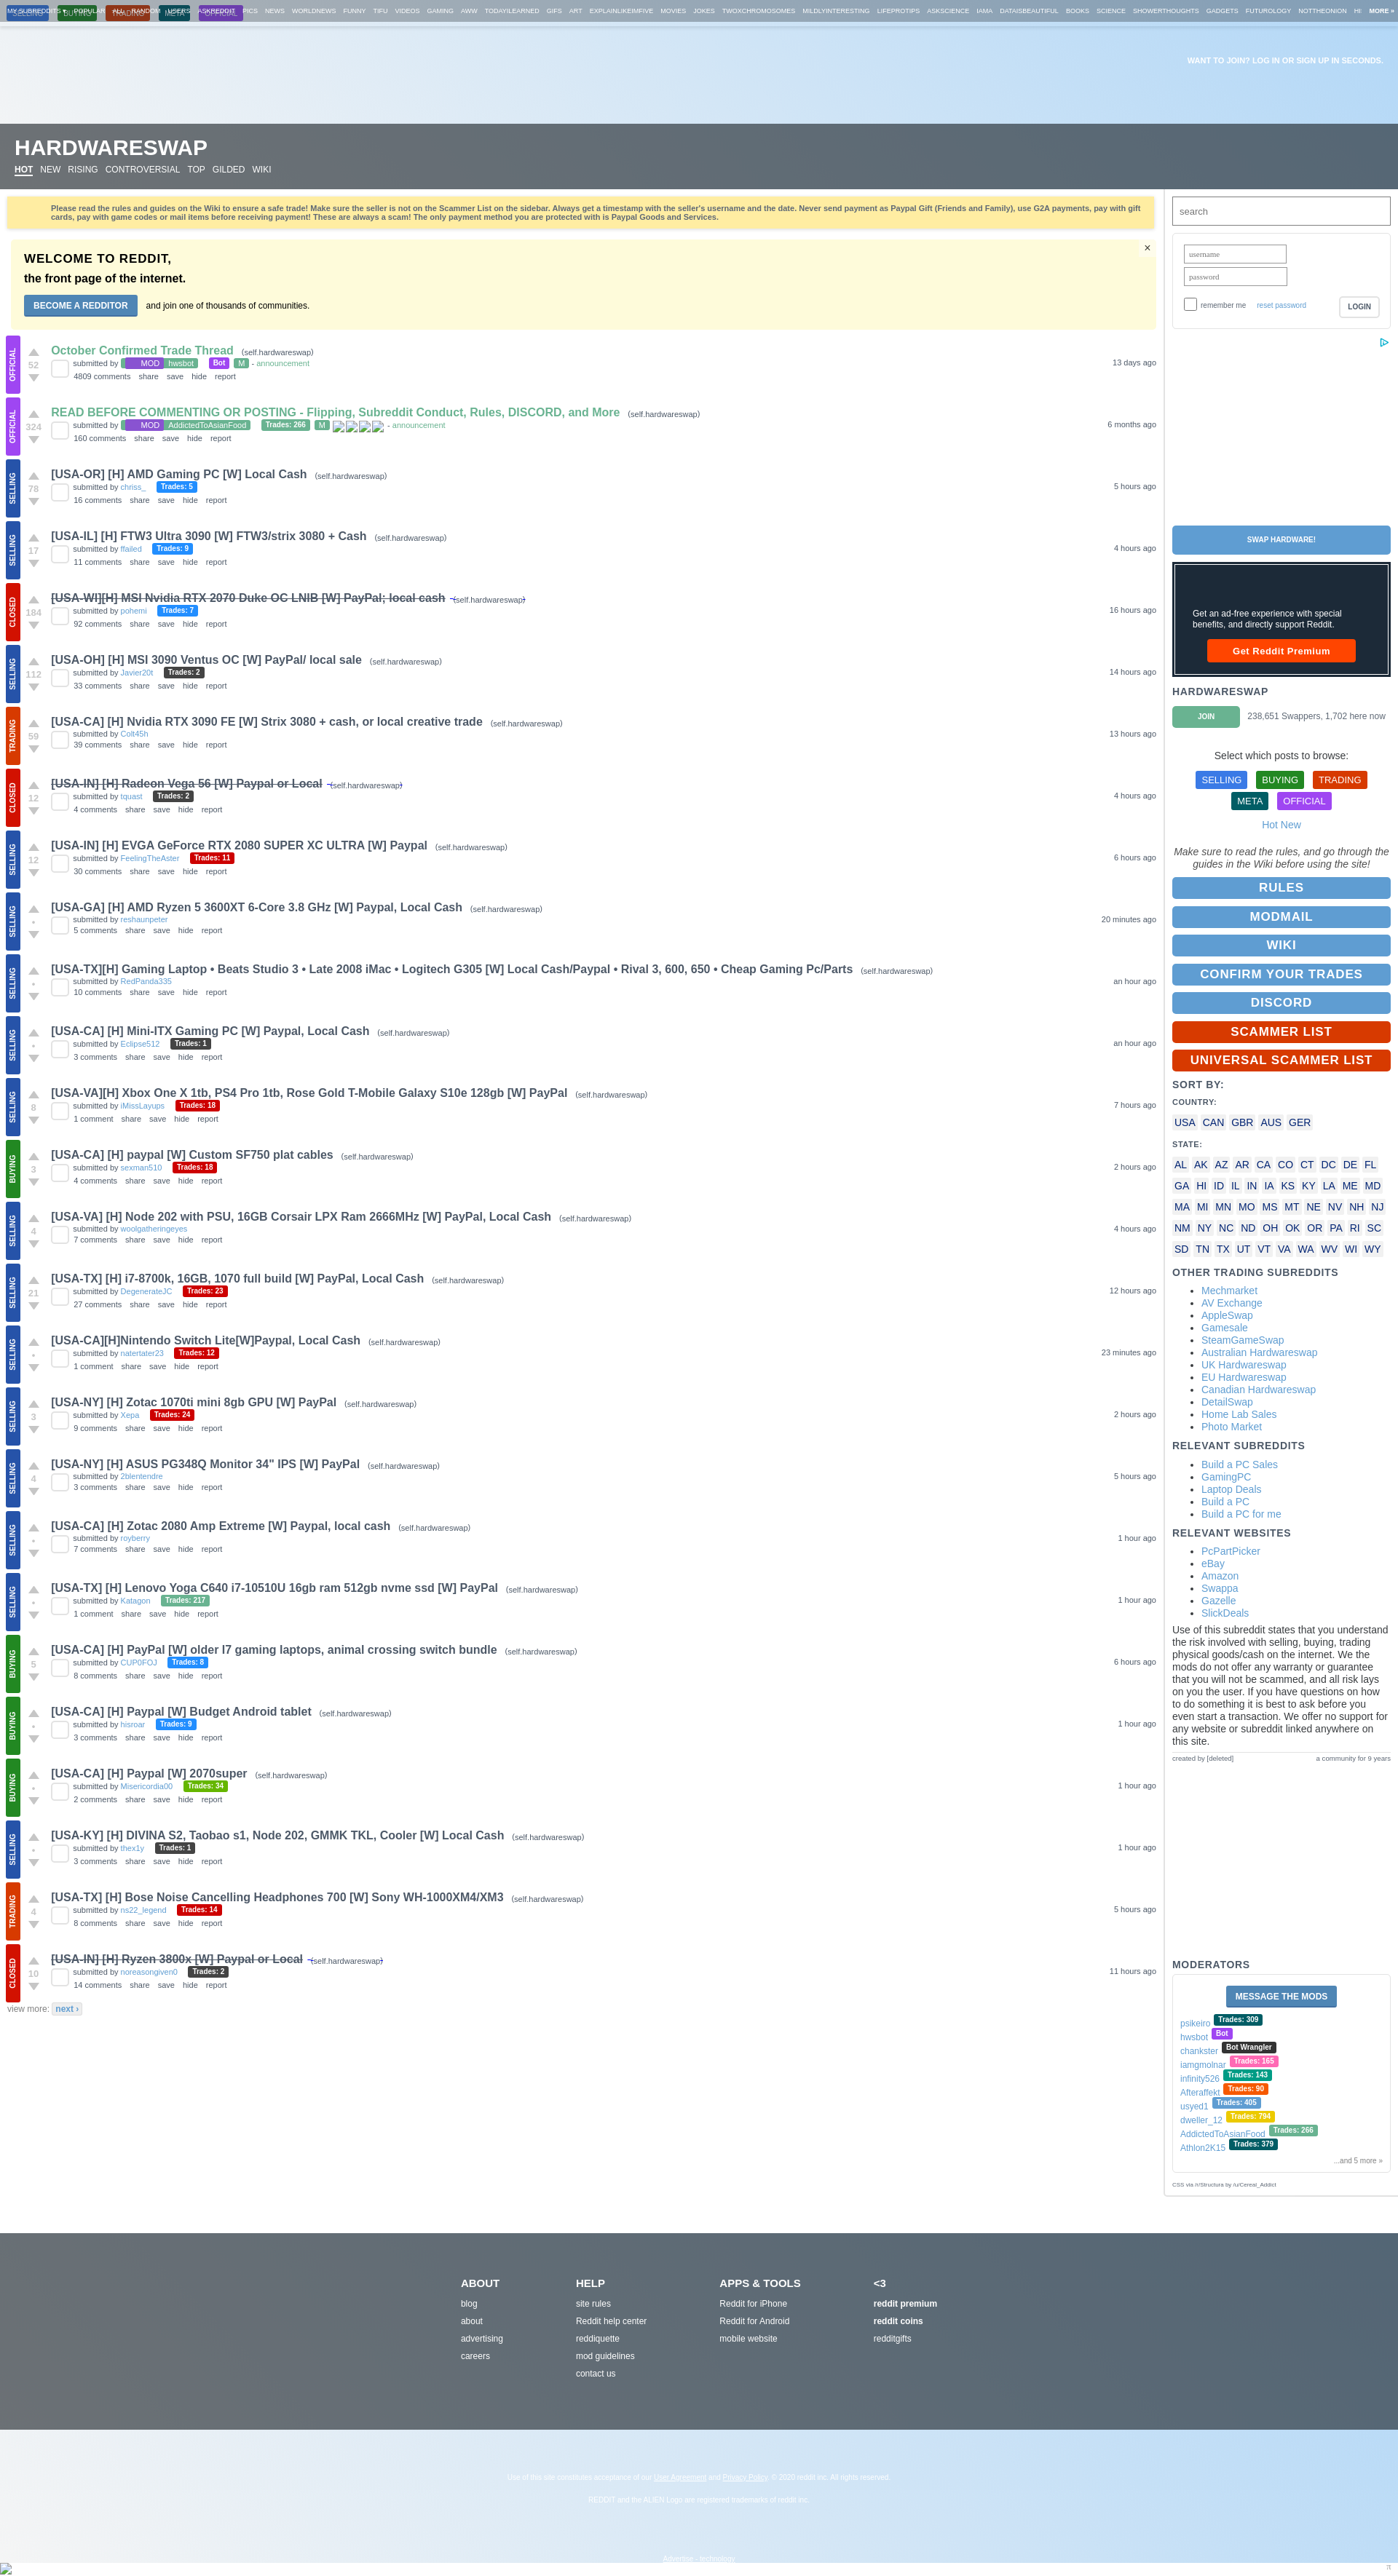 MY SUBREDDITS ▾ POPULAR - ALL - RANDOM - USERS ASKREDDIT PICS NEWS WORLDNEWS FUNNY TIFU VIDEOS GAMING AWW TODAYILEARNED GIFS ART EXPLAINLIKEIMFIVE MOVIES JOKES TWOXCHROMOSOMES MILDLYINTERESTING LIFEPROTIPS ASKSCIENCE IAMA DATAISBEAUTIFUL BOOKS SCIENCE SHOWERTHOUGHTS GADGETS FUTUROLOGY NOTTHEONION MORE »
SELLING BUYING TRADING META OFFICIAL
WANT TO JOIN? LOG IN OR SIGN UP IN SECONDS.
HARDWARESWAP
HOT NEW RISING CONTROVERSIAL TOP GILDED WIKI
Please read the rules and guides on the Wiki to ensure a safe trade! Make sure the seller is not on the Scammer List on the sidebar. Always get a timestamp with the seller's username and the date. Never send payment as Paypal Gift (Friends and Family), use G2A payments, pay with gift
cards, pay with game codes or mail items before receiving payment! These are always a scam! The only payment method you are protected with is Paypal Goods and Services.
WELCOME TO REDDIT,
×
the front page of the internet.
BECOME A REDDITOR and join one of thousands of communities.
OFFICIAL
52
October Confirmed Trade Thread (self.hardwareswap)
submitted by MOD hwsbot Bot M - announcement 13 days ago
4809 comments share save hide report
OFFICIAL
324
READ BEFORE COMMENTING OR POSTING - Flipping, Subreddit Conduct, Rules, DISCORD, and More (self.hardwareswap)
submitted by MOD AddictedToAsianFood Trades: 266 M - announcement 6 months ago
160 comments share save hide report
SELLING
78
[USA-OR] [H] AMD Gaming PC [W] Local Cash (self.hardwareswap)
submitted by chriss_ Trades: 5 5 hours ago
16 comments share save hide report
SELLING
17
[USA-IL] [H] FTW3 Ultra 3090 [W] FTW3/strix 3080 + Cash (self.hardwareswap)
submitted by ffailed Trades: 9 4 hours ago
11 comments share save hide report
CLOSED
184
[USA-WI][H] MSI Nvidia RTX 2070 Duke OC LNIB [W] PayPal; local cash (self.hardwareswap)
submitted by pohemi Trades: 7 16 hours ago
92 comments share save hide report
SELLING
112
[USA-OH] [H] MSI 3090 Ventus OC [W] PayPal/ local sale (self.hardwareswap)
submitted by Javier20t Trades: 2 14 hours ago
33 comments share save hide report
TRADING
59
[USA-CA] [H] Nvidia RTX 3090 FE [W] Strix 3080 + cash, or local creative trade (self.hardwareswap)
submitted by Colt45h 13 hours ago
39 comments share save hide report
CLOSED
12
[USA-IN] [H] Radeon Vega 56 [W] Paypal or Local (self.hardwareswap)
submitted by tquast Trades: 2 4 hours ago
4 comments share save hide report
SELLING
12
[USA-IN] [H] EVGA GeForce RTX 2080 SUPER XC ULTRA [W] Paypal (self.hardwareswap)
submitted by FeelingTheAster Trades: 11 6 hours ago
30 comments share save hide report
SELLING
•
[USA-GA] [H] AMD Ryzen 5 3600XT 6-Core 3.8 GHz [W] Paypal, Local Cash (self.hardwareswap)
submitted by reshaunpeter 20 minutes ago
5 comments share save hide report
SELLING
•
[USA-TX][H] Gaming Laptop • Beats Studio 3 • Late 2008 iMac • Logitech G305 [W] Local Cash/Paypal • Rival 3, 600, 650 • Cheap Gaming Pc/Parts (self.hardwareswap)
submitted by RedPanda335 an hour ago
10 comments share save hide report
SELLING
•
[USA-CA] [H] Mini-ITX Gaming PC [W] Paypal, Local Cash (self.hardwareswap)
submitted by Eclipse512 Trades: 1 an hour ago
3 comments share save hide report
SELLING
8
[USA-VA][H] Xbox One X 1tb, PS4 Pro 1tb, Rose Gold T-Mobile Galaxy S10e 128gb [W] PayPal (self.hardwareswap)
submitted by iMissLayups Trades: 18 7 hours ago
1 comment share save hide report
BUYING
3
[USA-CA] [H] paypal [W] Custom SF750 plat cables (self.hardwareswap)
submitted by sexman510 Trades: 18 2 hours ago
4 comments share save hide report
SELLING
4
[USA-VA] [H] Node 202 with PSU, 16GB Corsair LPX Ram 2666MHz [W] PayPal, Local Cash (self.hardwareswap)
submitted by woolgatheringeyes 4 hours ago
7 comments share save hide report
SELLING
21
[USA-TX] [H] i7-8700k, 16GB, 1070 full build [W] PayPal, Local Cash (self.hardwareswap)
submitted by DegenerateJC Trades: 23 12 hours ago
27 comments share save hide report
SELLING
•
[USA-CA][H]Nintendo Switch Lite[W]Paypal, Local Cash (self.hardwareswap)
submitted by natertater23 Trades: 12 23 minutes ago
1 comment share save hide report
SELLING
3
[USA-NY] [H] Zotac 1070ti mini 8gb GPU [W] PayPal (self.hardwareswap)
submitted by Xepa Trades: 24 2 hours ago
9 comments share save hide report
SELLING
4
[USA-NY] [H] ASUS PG348Q Monitor 34" IPS [W] PayPal (self.hardwareswap)
submitted by 2blentendre 5 hours ago
3 comments share save hide report
SELLING
•
[USA-CA] [H] Zotac 2080 Amp Extreme [W] Paypal, local cash (self.hardwareswap)
submitted by royberry 1 hour ago
7 comments share save hide report
SELLING
•
[USA-TX] [H] Lenovo Yoga C640 i7-10510U 16gb ram 512gb nvme ssd [W] PayPal (self.hardwareswap)
submitted by Katagon Trades: 217 1 hour ago
1 comment share save hide report
BUYING
5
[USA-CA] [H] PayPal [W] older I7 gaming laptops, animal crossing switch bundle (self.hardwareswap)
submitted by CUP0FOJ Trades: 8 6 hours ago
8 comments share save hide report
BUYING
•
[USA-CA] [H] Paypal [W] Budget Android tablet (self.hardwareswap)
submitted by hisroar Trades: 9 1 hour ago
3 comments share save hide report
BUYING
•
[USA-CA] [H] Paypal [W] 2070super (self.hardwareswap)
submitted by Misericordia00 Trades: 34 1 hour ago
2 comments share save hide report
SELLING
•
[USA-KY] [H] DIVINA S2, Taobao s1, Node 202, GMMK TKL, Cooler [W] Local Cash (self.hardwareswap)
submitted by thex1y Trades: 1 1 hour ago
3 comments share save hide report
TRADING
4
[USA-TX] [H] Bose Noise Cancelling Headphones 700 [W] Sony WH-1000XM4/XM3 (self.hardwareswap)
submitted by ns22_legend Trades: 14 5 hours ago
8 comments share save hide report
CLOSED
10
[USA-IN] [H] Ryzen 3800x [W] Paypal or Local (self.hardwareswap)
submitted by noreasongiven0 Trades: 2 11 hours ago
14 comments share save hide report
view more: next ›
search
username
password
remember me reset password LOGIN
SWAP HARDWARE!
Get an ad-free experience with special
benefits, and directly support Reddit.
Get Reddit Premium
HARDWARESWAP
JOIN 238,651 Swappers, 1,702 here now
Select which posts to browse:
SELLING BUYING TRADING
META OFFICIAL
Hot New
Make sure to read the rules, and go through the
guides in the Wiki before using the site!
RULES
MODMAIL
WIKI
CONFIRM YOUR TRADES
DISCORD
SCAMMER LIST
UNIVERSAL SCAMMER LIST
SORT BY:
COUNTRY:
USA CAN GBR AUS GER
STATE:
AL AK AZ AR CA CO CT DC DE FL
GA HI ID IL IN IA KS KY LA ME MD
MA MI MN MO MS MT NE NV NH NJ
NM NY NC ND OH OK OR PA RI SC
SD TN TX UT VT VA WA WV WI WY
OTHER TRADING SUBREDDITS
• Mechmarket
• AV Exchange
• AppleSwap
• Gamesale
• SteamGameSwap
• Australian Hardwareswap
• UK Hardwareswap
• EU Hardwareswap
• Canadian Hardwareswap
• DetailSwap
• Home Lab Sales
• Photo Market
RELEVANT SUBREDDITS
• Build a PC Sales
• GamingPC
• Laptop Deals
• Build a PC
• Build a PC for me
RELEVANT WEBSITES
• PcPartPicker
• eBay
• Amazon
• Swappa
• Gazelle
• SlickDeals
Use of this subreddit states that you understand
the risk involved with selling, buying, trading
physical goods/cash on the internet. We the
mods do not offer any warranty or guarantee
that you will not be scammed, and all risk lays
on you the user. If you have questions on how
to do something it is best to ask before you
even start a transaction. We offer no support for
any website or subreddit linked anywhere on
this site.
created by [deleted] a community for 9 years
MODERATORS
MESSAGE THE MODS
psikeiro Trades: 309
hwsbot Bot
chankster Bot Wrangler
iamgmolnar Trades: 165
infinity526 Trades: 143
Afteraffekt Trades: 90
usyed1 Trades: 405
dweller_12 Trades: 794
AddictedToAsianFood Trades: 266
Athlon2K15 Trades: 379
...and 5 more »
CSS via /r/Structura by /u/Cereal_Addict
ABOUT
blog
about
advertising
careers
HELP
site rules
Reddit help center
reddiquette
mod guidelines
contact us
APPS & TOOLS
Reddit for iPhone
Reddit for Android
mobile website
<3
reddit premium
reddit coins
redditgifts
Use of this site constitutes acceptance of our User Agreement and Privacy Policy. © 2020 reddit inc. All rights reserved.
REDDIT and the ALIEN Logo are registered trademarks of reddit inc.
Advertise - technology
π